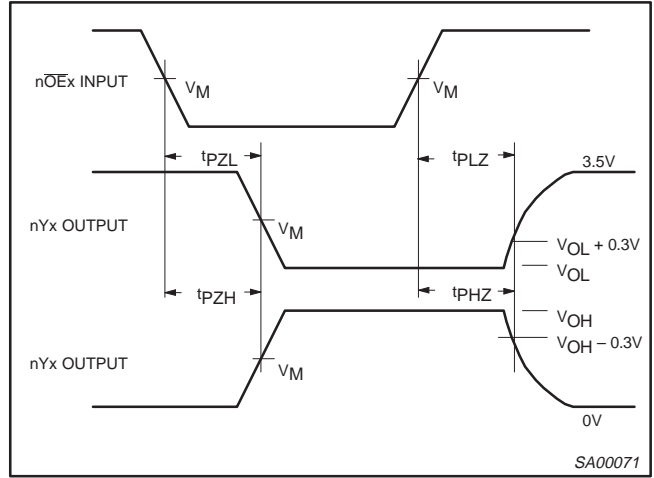 nOEx INPUT
VM
VM
tPZL
tPLZ
3.5V
nYx OUTPUT
VM
VOL + 0.3V
VOL
tPZH
tPHZ
VOH
VOH – 0.3V
nYx OUTPUT
VM
0V
SA00071